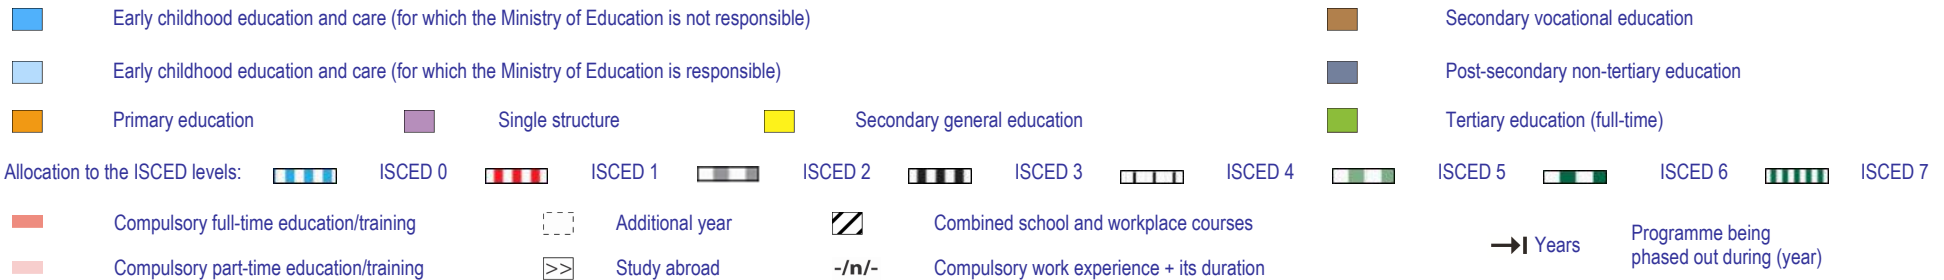 Early childhood education and care (for which the Ministry of Education is not responsible)
Secondary vocational education
Early childhood education and care (for which the Ministry of Education is responsible)
Post-secondary non-tertiary education
Primary education
Single structure
Secondary general education
Tertiary education (full-time)
Allocation to the ISCED levels: ISCED 0 ISCED 1 ISCED 2 ISCED 3 ISCED 4 ISCED 5 ISCED 6 ISCED 7
Compulsory full-time education/training
Additional year
Combined school and workplace courses
Years
Programme being
phased out during (year)
Compulsory part-time education/training
>> Study abroad
-/n/- Compulsory work experience + its duration